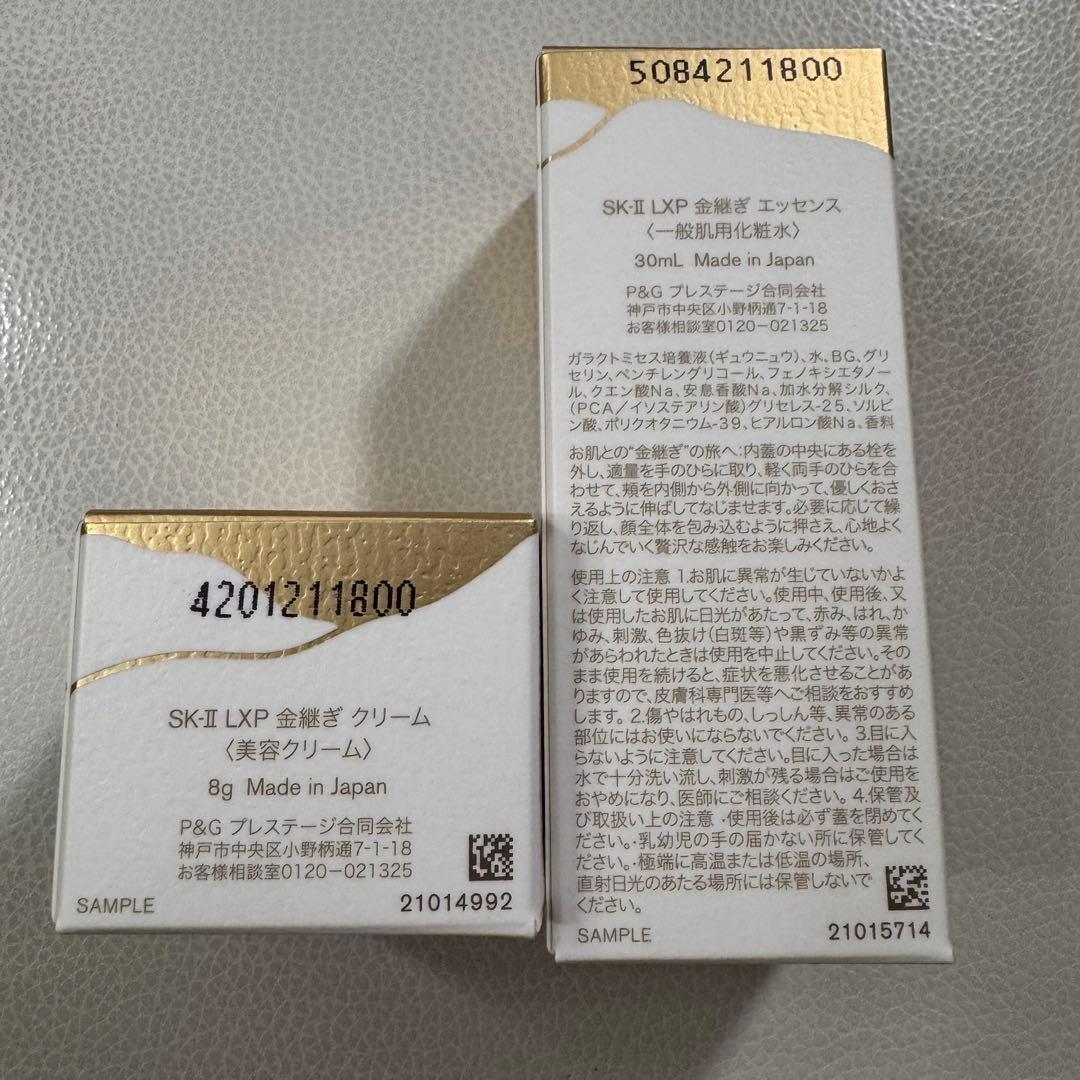 5084211800
SK-II LXP 金継ぎ エッセンス
〈一般肌用化粧水〉
30mL Made in Japan
P&G プレステージ合同会社
神戸市中央区小野柄通7-1-18
お客様相談室0120-021325
ガラクトミセス培養液(ギュウニュウ)、水、BG、グリ
セリン、ペンチレングリコール、フェノキシエタノー
ル、クエン酸Na、安息香酸Na、加水分解シルク、
(PCA/イソステアリン酸)グリセレス-25、ソルビ
ン酸、ポリクオタニウム-39、ヒアルロン酸Na、香料
お肌との“金継ぎ”の旅へ:内蓋の中央にある栓を
外し、適量を手のひらに取り、軽く両手のひらを合
わせて、頬を内側から外側に向かって、優しくおさ
えるように伸ばしてなじませます。必要に応じて繰
り返し、顔全体を包み込むように押さえ、心地よく
なじんでいく贅沢な感触をお楽しみください。
使用上の注意 1.お肌に異常が生じていないかよ
く注意して使用してください。使用中、使用後、又
は使用したお肌に日光があたって、赤み、はれ、か
ゆみ、刺激、色抜け(白斑等)や黒ずみ等の異常
があらわれたときは使用を中止してください。その
まま使用を続けると、症状を悪化させることがあ
りますので、皮膚科専門医等へご相談をおすすめ
します。2.傷やはれもの、しっしん等、異常のある
部位にはお使いにならないでください。3.目に入
らないように注意してください。目に入った場合は
水で十分洗い流し、刺激が残る場合はご使用を
おやめになり、医師にご相談ください。4.保管及
び取扱い上の注意 ・使用後は必ず蓋を閉めてく
ださい。・乳幼児の手の届かない所に保管してく
ださい。・極端に高温または低温の場所、
直射日光のあたる場所には保管しないで
ください。
SAMPLE
21015714
4201211800
SK-II LXP 金継ぎ クリーム
〈美容クリーム〉
8g Made in Japan
P&G プレステージ合同会社
神戸市中央区小野柄通7-1-18
お客様相談室0120-021325
SAMPLE
21014992